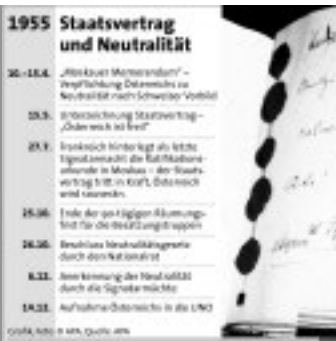 1955 Staatsvertrag
und Neutralität
10.-15.4. „Moskauer Memorandum“ –
Verpflichtung Österreichs zu
Neutralität nach Schweizer Vorbild
15.5. Unterzeichnung Staatsvertrag –
„Österreich ist frei!“
27.7. Frankreich hinterlegt als letzte
Signatarmacht die Ratifikations-
urkunde in Moskau – der Staats-
vertrag tritt in Kraft, Österreich
wird souverän.
25.10. Ende der 90-tägigen Räumungs-
frist für die Besatzungstruppen
26.10. Beschluss Neutralitätsgesetz
durch den Nationalrat
6.12. Anerkennung der Neutralität
durch die Signatarmächte
14.12. Aufnahme Österreichs in die UNO
Grafik, Foto: © APA, Quelle: APA